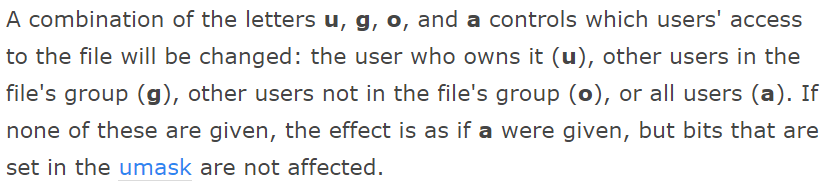 A combination of the letters u, g, o, and a controls which users' access
to the file will be changed: the user who owns it (u), other users in the
file's group (g), other users not in the file's group (o), or all users (a). If
none of these are given, the effect is as if a were given, but bits that are
set in the umask are not affected.